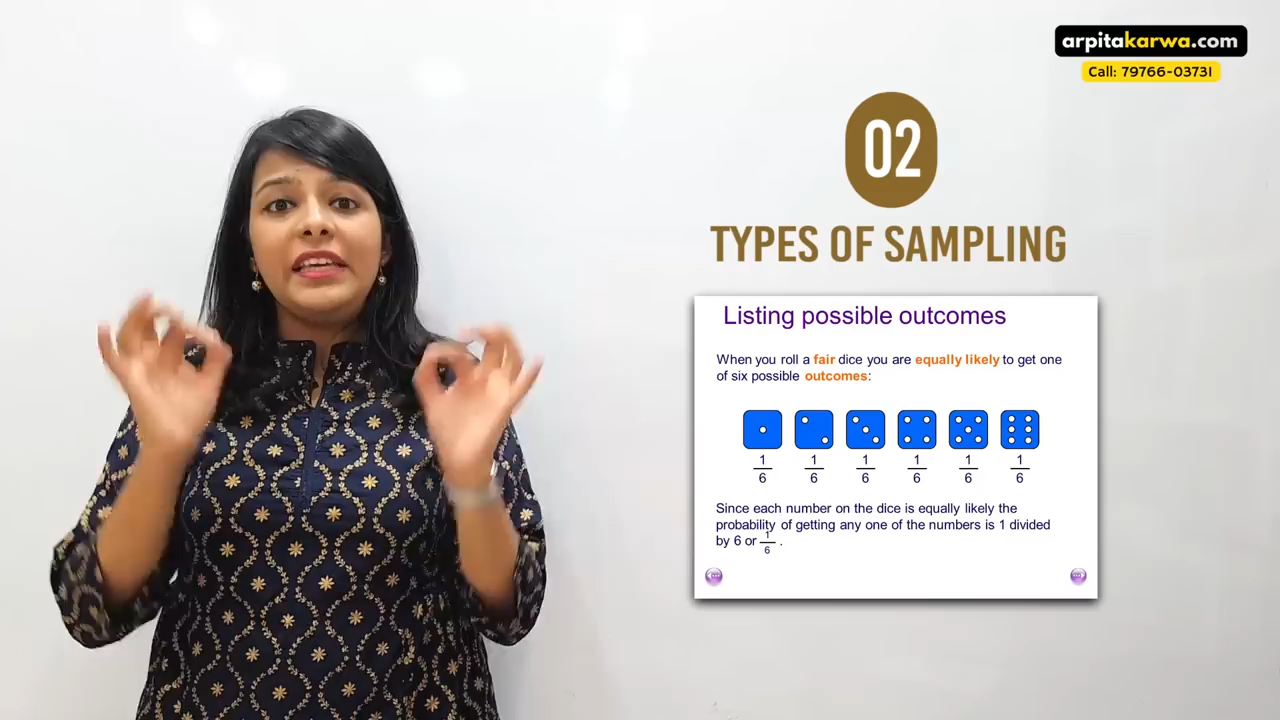 arpitakarwa.com
Call: 79766-03731
02
TYPES OF SAMPLING
Listing possible outcomes
When you roll a fair dice you are equally likely to get one
of six possible outcomes:
1/6 1/6 1/6 1/6 1/6 1/6
Since each number on the dice is equally likely the
probability of getting any one of the numbers is 1 divided
by 6 or 1/6 .